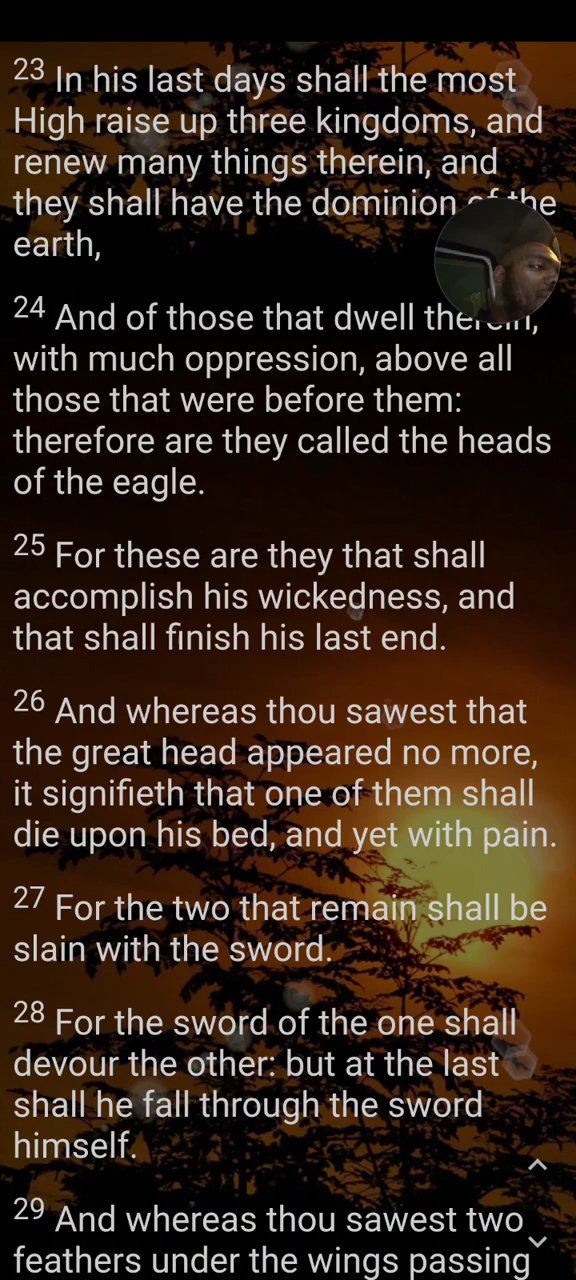 23 In his last days shall the most
High raise up three kingdoms, and
renew many things therein, and
they shall have the dominion of the
earth,
24 And of those that dwell therein,
with much oppression, above all
those that were before them:
therefore are they called the heads
of the eagle.
25 For these are they that shall
accomplish his wickedness, and
that shall finish his last end.
26 And whereas thou sawest that
the great head appeared no more,
it signifieth that one of them shall
die upon his bed, and yet with pain.
27 For the two that remain shall be
slain with the sword.
28 For the sword of the one shall
devour the other: but at the last
shall he fall through the sword
himself.
29 And whereas thou sawest two
feathers under the wings passing